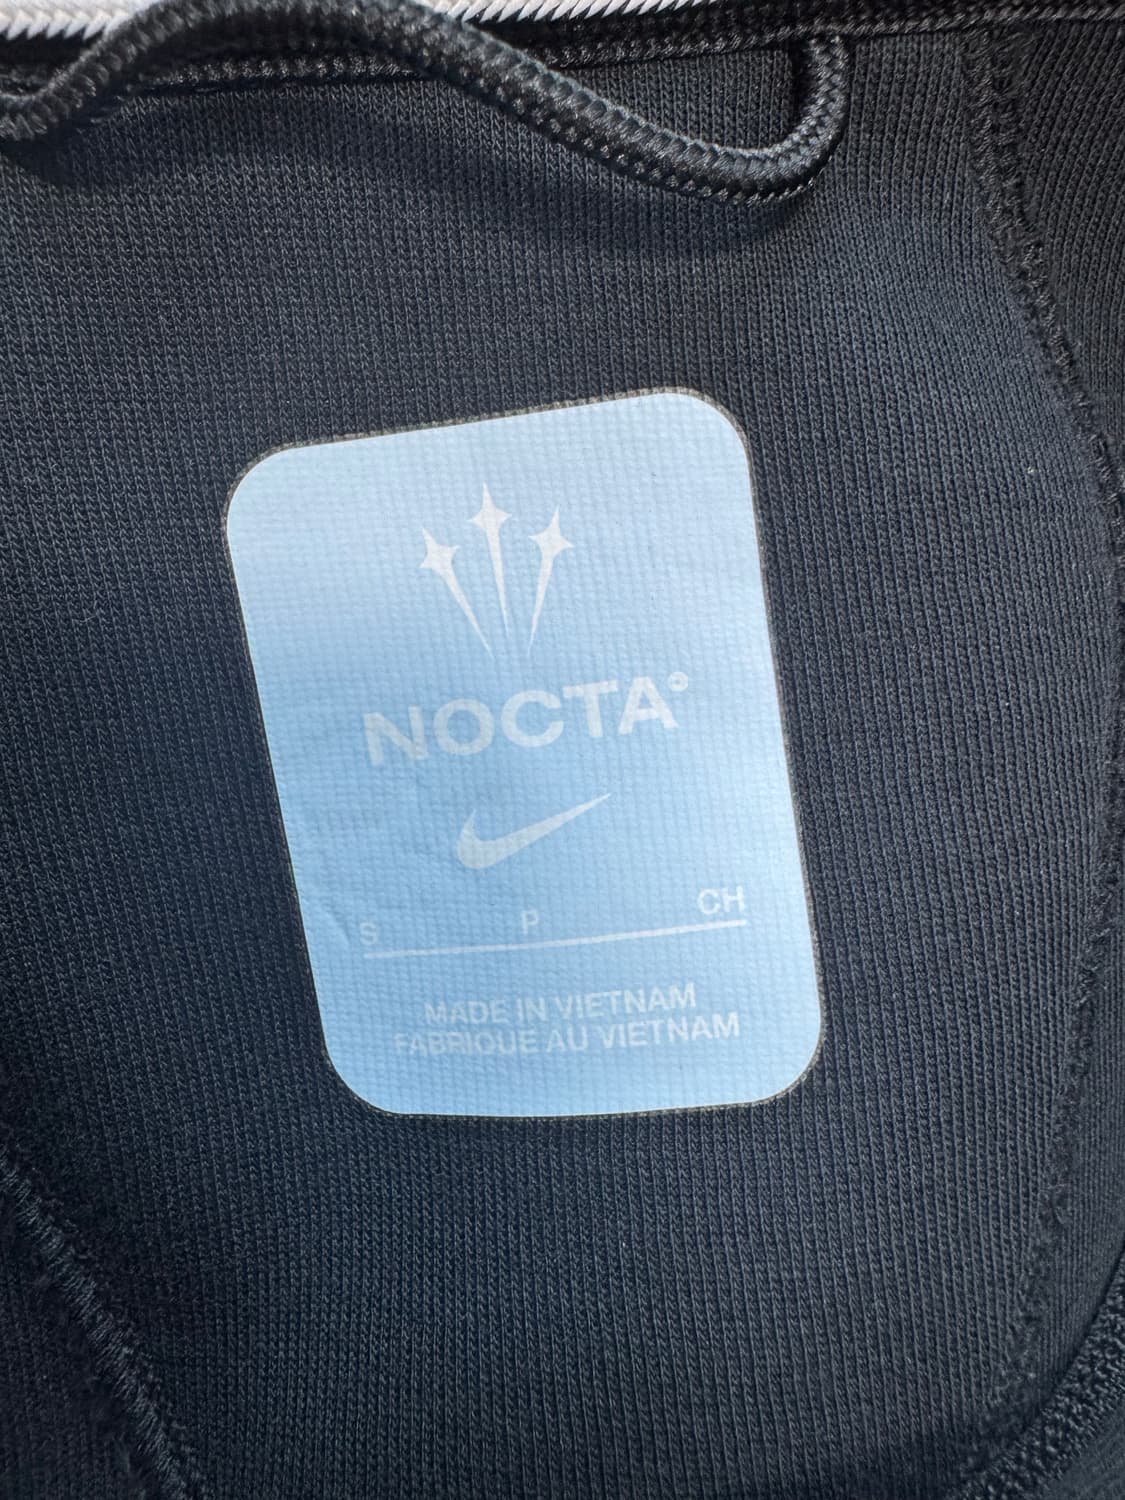 NOCTA°
S P CH
MADE IN VIETNAM
FABRIQUE AU VIETNAM